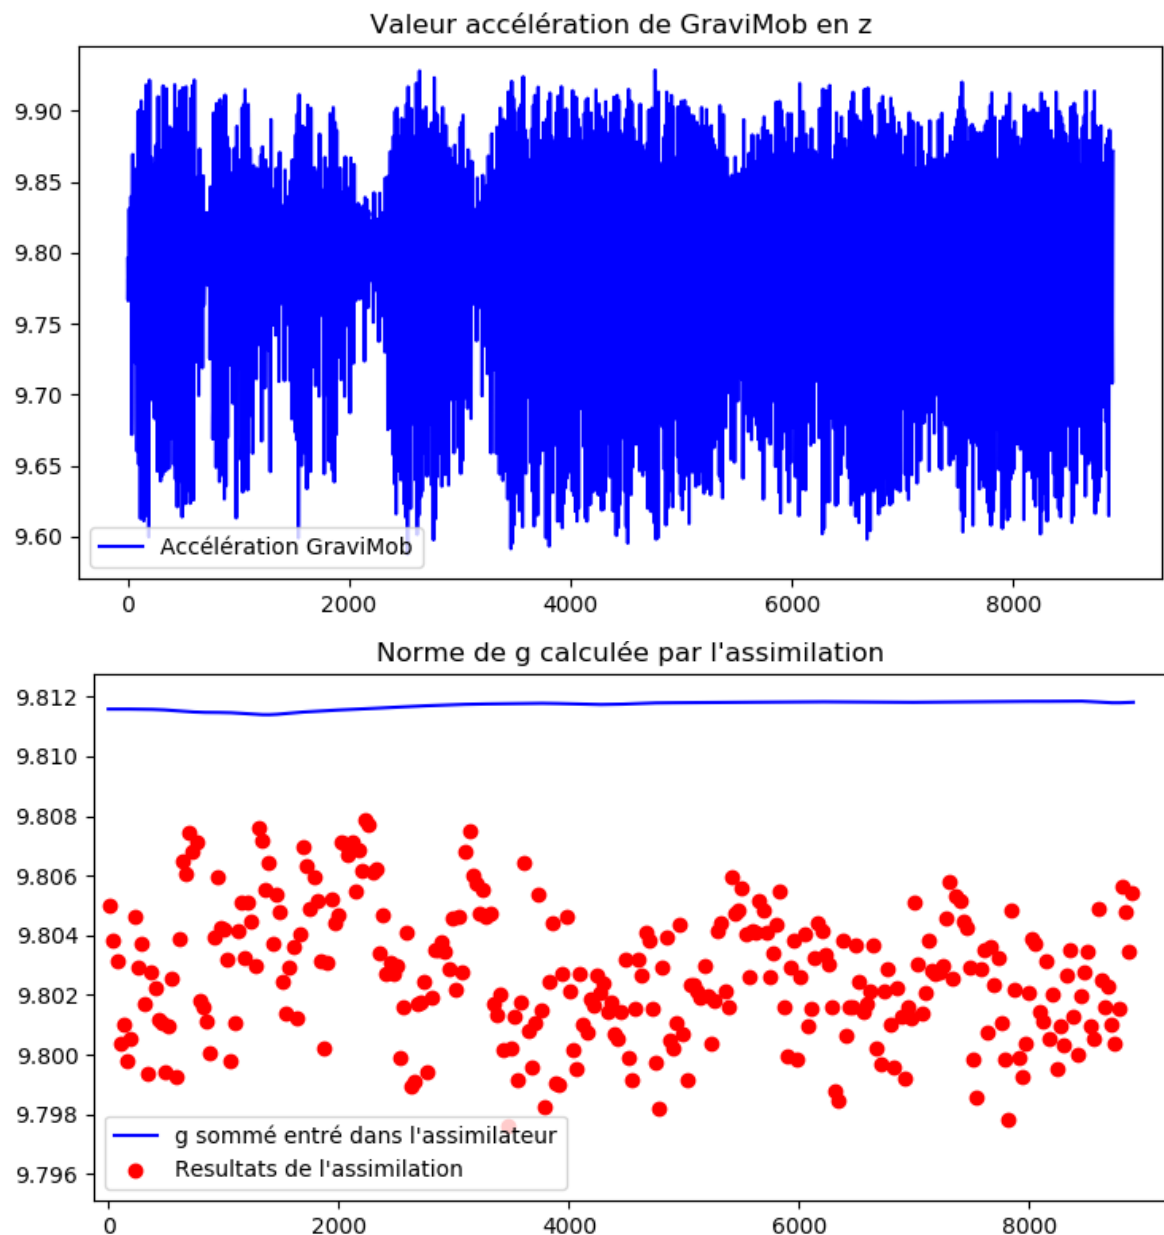 Valeur accélération de GraviMob en z
9.90
9.85
9.80
9.75
9.70
9.65
9.60
Accélération GraviMob
0 2000 4000 6000 8000
Norme de g calculée par l'assimilation
9.812
9.810
9.808
9.806
9.804
9.802
9.800
9.798
9.796
g sommé entré dans l'assimilateur
Resultats de l'assimilation
0 2000 4000 6000 8000